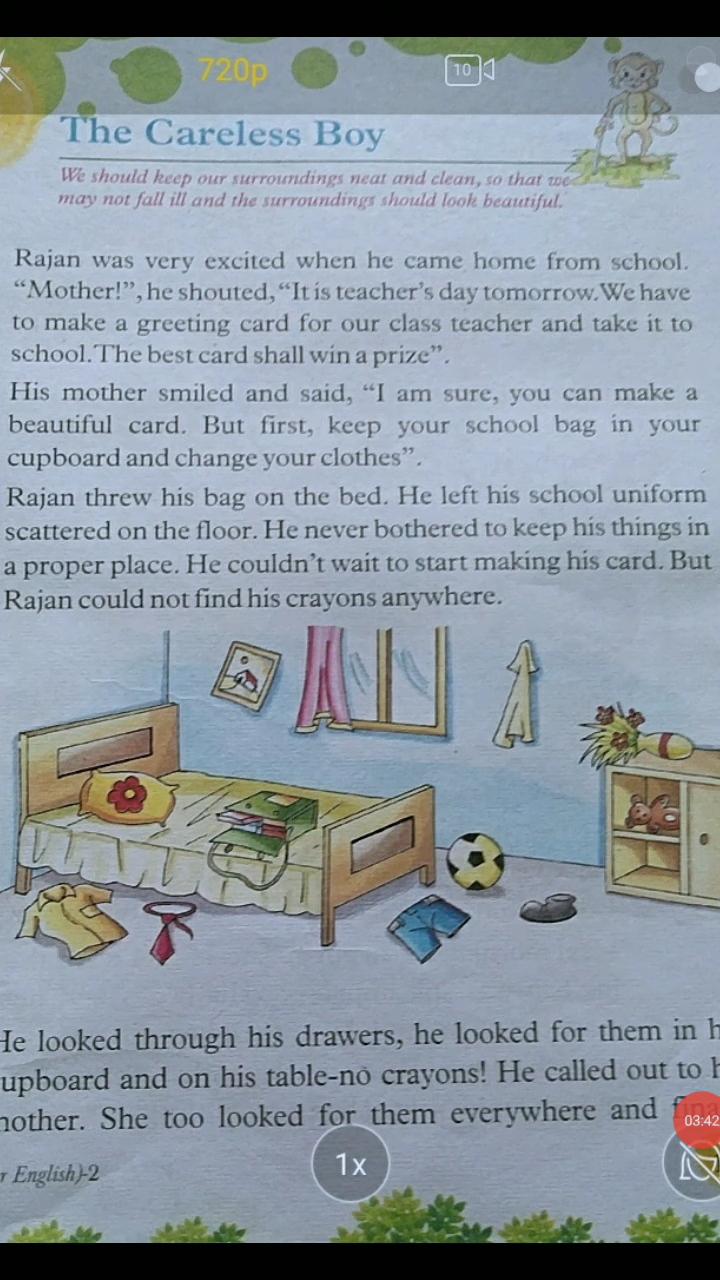 720p
10
The Careless Boy
We should keep our surroundings neat and clean, so that we
may not fall ill and the surroundings should look beautiful.
Rajan was very excited when he came home from school.
“Mother!”, he shouted, “It is teacher’s day tomorrow. We have
to make a greeting card for our class teacher and take it to
school. The best card shall win a prize”.
His mother smiled and said, “I am sure, you can make a
beautiful card. But first, keep your school bag in your
cupboard and change your clothes”.
Rajan threw his bag on the bed. He left his school uniform
scattered on the floor. He never bothered to keep his things in
a proper place. He couldn’t wait to start making his card. But
Rajan could not find his crayons anywhere.
He looked through his drawers, he looked for them in
upboard and on his table-no crayons! He called out to
nother. She too looked for them everywhere and
03:42
1x
r English)-2